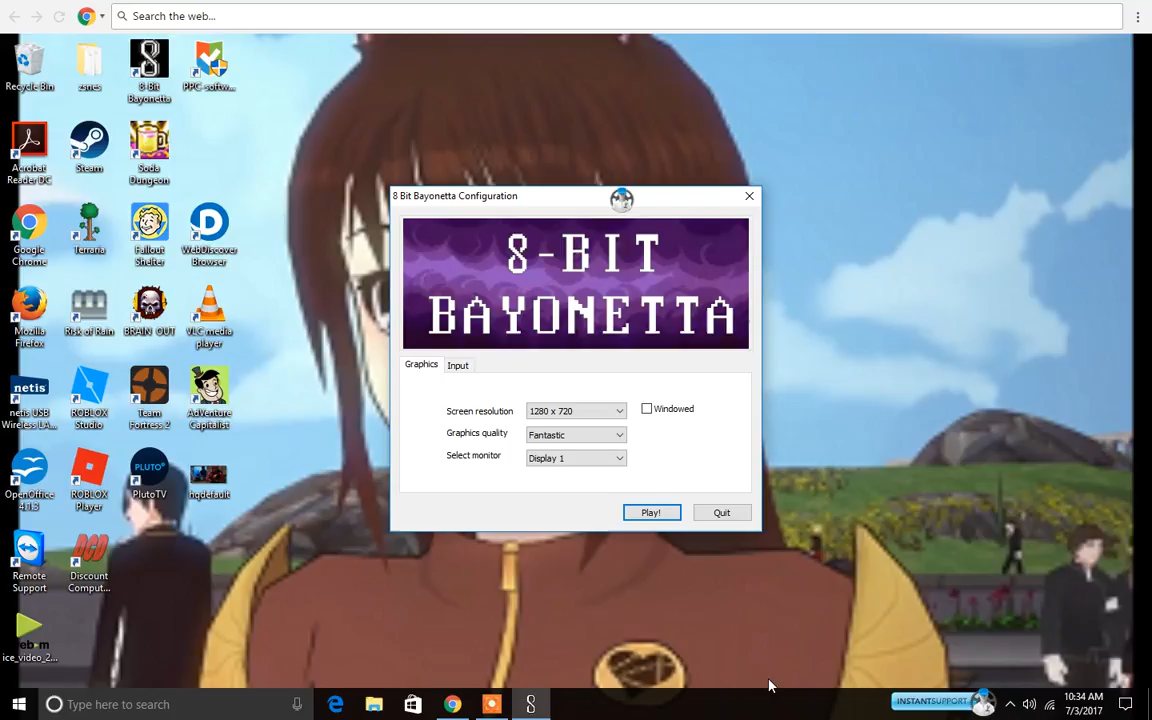 Search the web...
Recycle Bin
zsnes
8-Bit
Bayonetta
PPC-softw...
Acrobat
Reader DC
Steam
Soda
Dungeon
Google
Chrome
Terraria
Fallout
Shelter
WebDiscover
Browser
Mozilla
Firefox
Risk of Rain
BRAIN_OUT
VLC media
player
netis
netis USB
Wireless LA...
ROBLOX
Studio
Team
Fortress 2
AdVenture
Capitalist
OpenOffice
4.1.3
ROBLOX
Player
PLUTO
PlutoTV
hqdefault
Remote
Support
DCD
Discount
Comput...
ice_video_2...
8 Bit Bayonetta Configuration
8-BIT
BAYONETTA
Graphics
Input
Screen resolution
1280 x 720
Windowed
Graphics quality
Fantastic
Select monitor
Display 1
Play!
Quit
Type here to search
INSTANTSUPPORT
10:34 AM
7/3/2017